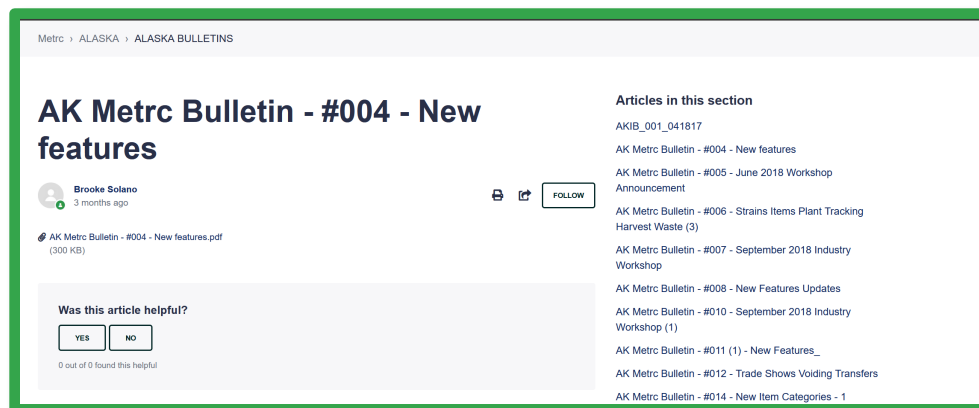 Metrc › ALASKA › ALASKA BULLETINS
AK Metrc Bulletin - #004 - New
features
Brooke Solano
3 months ago
FOLLOW
AK Metrc Bulletin - #004 - New features.pdf
(300 KB)
Was this article helpful?
YES
NO
0 out of 0 found this helpful
Articles in this section
AKIB_001_041817
AK Metrc Bulletin - #004 - New features
AK Metrc Bulletin - #005 - June 2018 Workshop
Announcement
AK Metrc Bulletin - #006 - Strains Items Plant Tracking
Harvest Waste (3)
AK Metrc Bulletin - #007 - September 2018 Industry
Workshop
AK Metrc Bulletin - #008 - New Features Updates
AK Metrc Bulletin - #010 - September 2018 Industry
Workshop (1)
AK Metrc Bulletin - #011 (1) - New Features_
AK Metrc Bulletin - #012 - Trade Shows Voiding Transfers
AK Metrc Bulletin - #014 - New Item Categories - 1